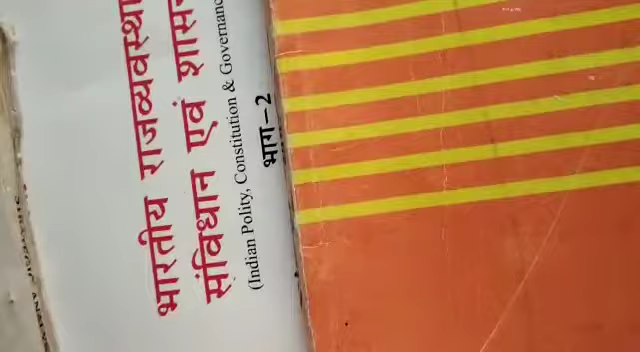 भारतीय राजव्यवस्था
संविधान एवं शासन
(Indian Polity, Constitution & Governance
भाग–2